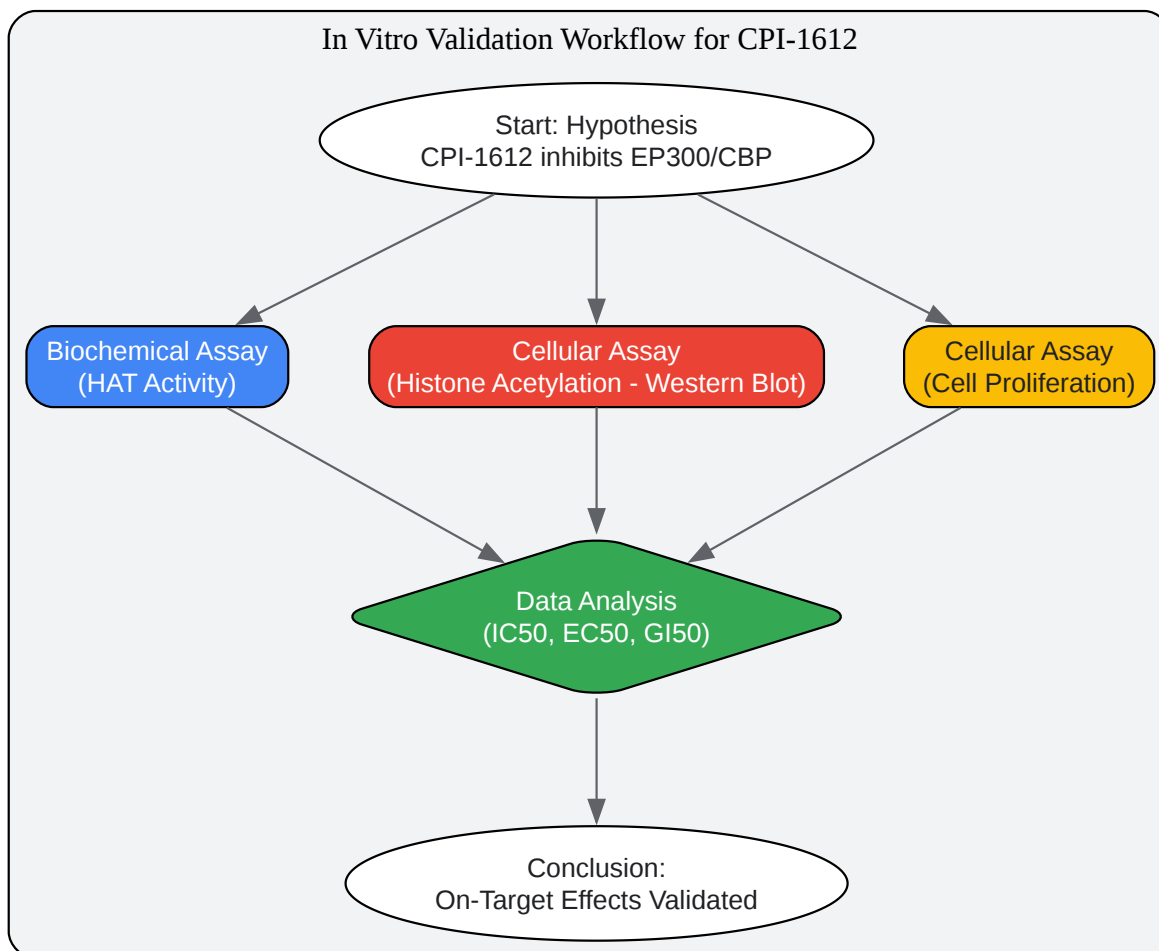 In Vitro Validation Workflow for CPI-1612
Start: Hypothesis
CPI-1612 inhibits EP300/CBP
Biochemical Assay
(HAT Activity)
Cellular Assay
(Histone Acetylation - Western Blot)
Cellular Assay
(Cell Proliferation)
Data Analysis
(IC50, EC50, GI50)
Conclusion:
On-Target Effects Validated